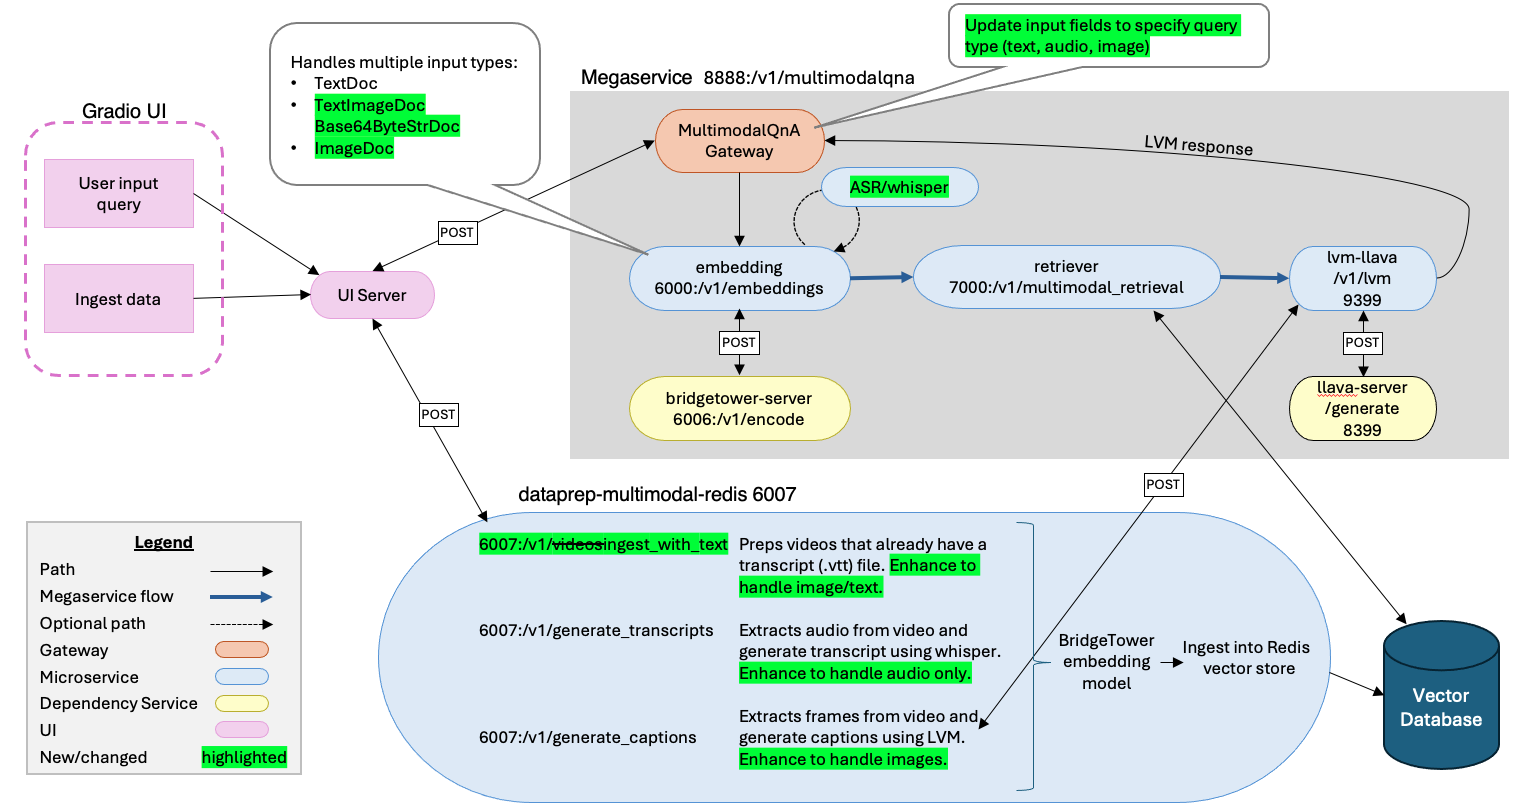 Update input fields to specify query
type (text, audio, image)
Handles multiple input types:
• TextDoc
• TextImageDoc
Base64ByteStrDoc
• ImageDoc
Megaservice 8888:/v1/multimodalqna
Gradio UI
User input
query
Ingest data
UI Server
POST
MultimodalQnA
Gateway
LVM response
ASR/whisper
embedding
6000:/v1/embeddings
retriever
7000:/v1/multimodal_retrieval
lvm-llava
/v1/lvm
9399
POST
POST
bridgetower-server
6006:/v1/encode
llava-server
/generate
8399
POST
POST
dataprep-multimodal-redis 6007
6007:/v1/videosingest_with_text
Preps videos that already have a
transcript (.vtt) file. Enhance to
handle image/text.
6007:/v1/generate_transcripts
Extracts audio from video and
generate transcript using whisper.
Enhance to handle audio only.
6007:/v1/generate_captions
Extracts frames from video and
generate captions using LVM.
Enhance to handle images.
BridgeTower
embedding
model
Ingest into Redis
vector store
Vector
Database
Legend
Path
Megaservice flow
Optional path
Gateway
Microservice
Dependency Service
UI
New/changed highlighted